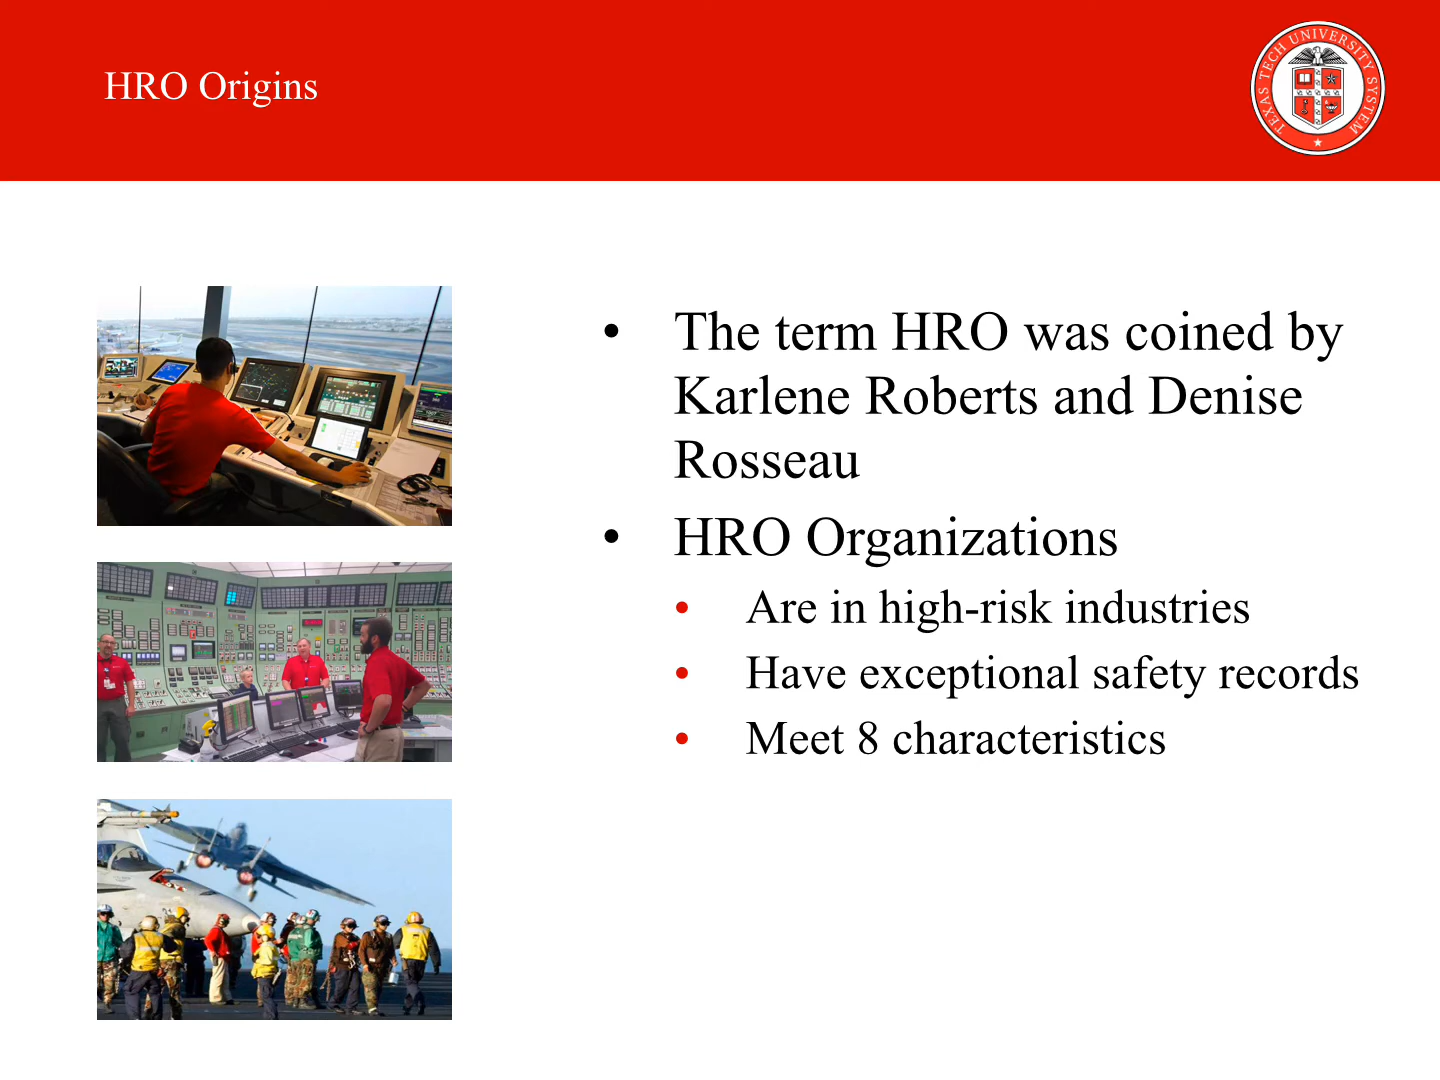 HRO Origins
TEXAS TECH UNIVERSITY SYSTEM
• The term HRO was coined by
Karlene Roberts and Denise
Rosseau
• HRO Organizations
• Are in high-risk industries
• Have exceptional safety records
• Meet 8 characteristics